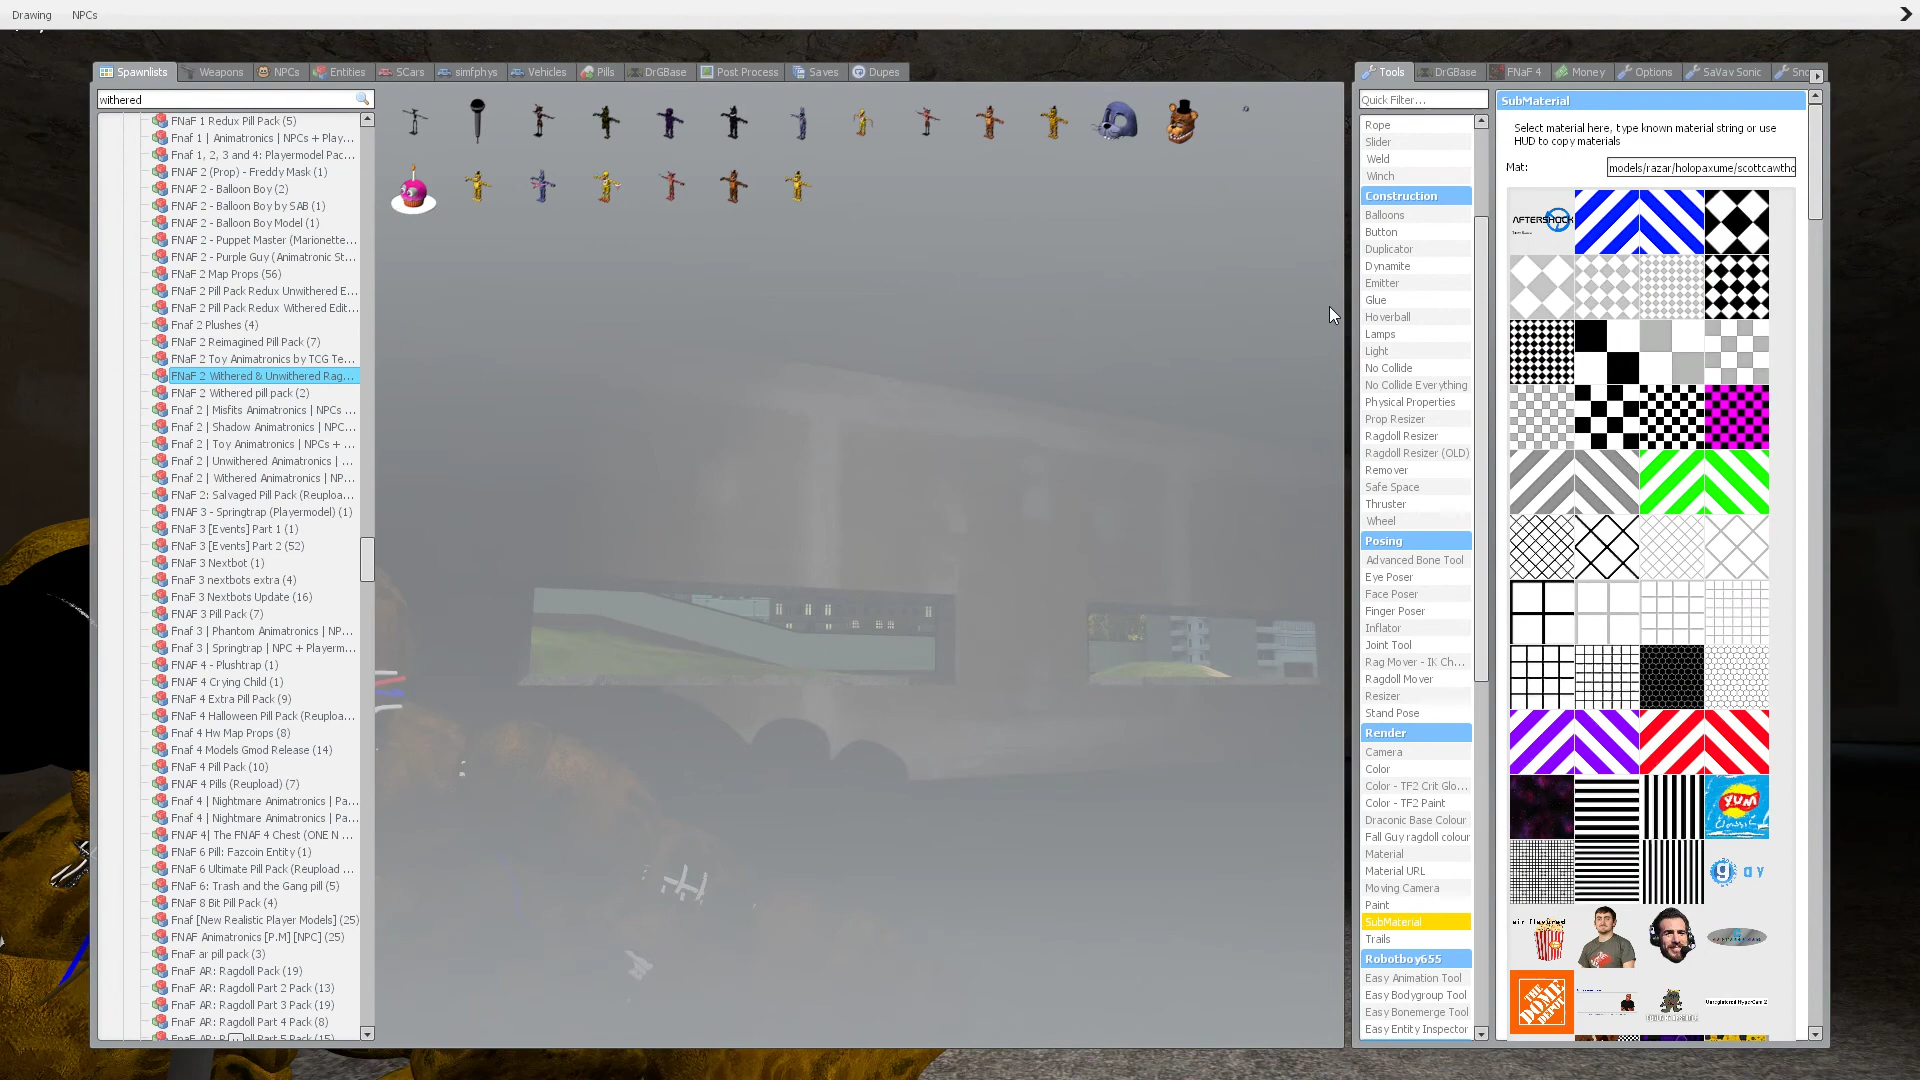 Drawing NPCs
Spawnlists Weapons NPCs Entities SCars simfphys Vehicles Pills DrGBase Post Process Saves Dupes
withered
FNaF 1 Redux Pill Pack (5)
Fnaf 1 | Animatronics | NPCs + Play...
Fnaf 1, 2, 3 and 4: Playermodel Pac...
FNAF 2 (Prop) - Freddy Mask (1)
FNAF 2 - Balloon Boy (2)
FNAF 2 - Balloon Boy by SAB (1)
FNAF 2 - Balloon Boy Model (1)
FNAF 2 - Puppet Master (Marionette...
FNAF 2 - Purple Guy (Animatronic St...
FNaF 2 Map Props (56)
FNaF 2 Pill Pack Redux Unwithered E...
FNAF 2 Pill Pack Redux Withered Edit...
Fnaf 2 Plushes (4)
FNAF 2 Reimagined Pill Pack (7)
FNAF 2 Toy Animatronics by TCG Te...
FNaF 2 Withered & Unwithered Rag...
FNAF 2 Withered pill pack (2)
Fnaf 2 | Misfits Animatronics | NPCs ...
Fnaf 2 | Shadow Animatronics | NPC...
Fnaf 2 | Toy Animatronics | NPCs + ...
Fnaf 2 | Unwithered Animatronics | ...
Fnaf 2 | Withered Animatronics | NP...
FNAF 2: Salvaged Pill Pack (Reuploa...
FNAF 3 - Springtrap (Playermodel) (1)
FNAF 3 [Events] Part 1 (1)
FNAF 3 [Events] Part 2 (52)
FNAF 3 Nextbot (1)
FnaF 3 nextbots extra (4)
FnaF 3 Nextbots Update (16)
FNAF 3 Pill Pack (7)
Fnaf 3 | Phantom Animatronics | NP...
Fnaf 3 | Springtrap | NPC + Playerm...
FNAF 4 - Plushtrap (1)
FNAF 4 Crying Child (1)
FNaF 4 Extra Pill Pack (9)
FNAF 4 Halloween Pill Pack (Reuploa...
Fnaf 4 Hw Map Props (8)
Fnaf 4 Models Gmod Release (14)
FNAF 4 Pill Pack (10)
FNAF 4 Pills (Reupload) (7)
Fnaf 4 | Nightmare Animatronics | Pa...
Fnaf 4 | Nightmare Animatronics | Pa...
FNAF 4| The FNAF 4 Chest (ONE N ...
FNaF 6 Pill: Fazcoin Entity (1)
FNAF 6 Ultimate Pill Pack (Reupload ...
FNAF 6: Trash and the Gang pill (5)
FNAF 8 Bit Pill Pack (4)
Fnaf [New Realistic Player Models] (25)
FNAF Animatronics [P.M] [NPC] (25)
FnaF ar pill pack (3)
FnaF AR: Ragdoll Pack (19)
FnaF AR: Ragdoll Part 2 Pack (13)
FnaF AR: Ragdoll Part 3 Pack (19)
FnaF AR: Ragdoll Part 4 Pack (8)
Tools DrGBase FNaF 4 Money Options SaVav Sonic
Quick Filter...
Rope
Slider
Weld
Winch
Construction
Balloons
Button
Duplicator
Dynamite
Emitter
Glue
Hoverball
Lamps
Light
No Collide
No Collide Everything
Physical Properties
Prop Resizer
Ragdoll Resizer
Ragdoll Resizer (OLD)
Remover
Safe Space
Thruster
Wheel
Posing
Advanced Bone Tool
Eye Poser
Face Poser
Finger Poser
Inflator
Joint Tool
Rag Mover - IK Ch...
Ragdoll Mover
Resizer
Stand Pose
Render
Camera
Color
Color - TF2 Crit Glo...
Color - TF2 Paint
Draconic Base Colour
Fall Guy ragdoll colour
Material
Material URL
Moving Camera
Paint
SubMaterial
Trails
Robotboy655
Easy Animation Tool
Easy Bodygroup Tool
Easy Bonemerge Tool
Easy Entity Inspector
SubMaterial
Select material here, type known material string or use
HUD to copy materials
Mat: models/razar/holopaxume/scottcawtho
AFTERSHOCK
YUM
Classic
g a y
air flavored
THE
DOME
DEPOT
Unregistered HyperCam 2